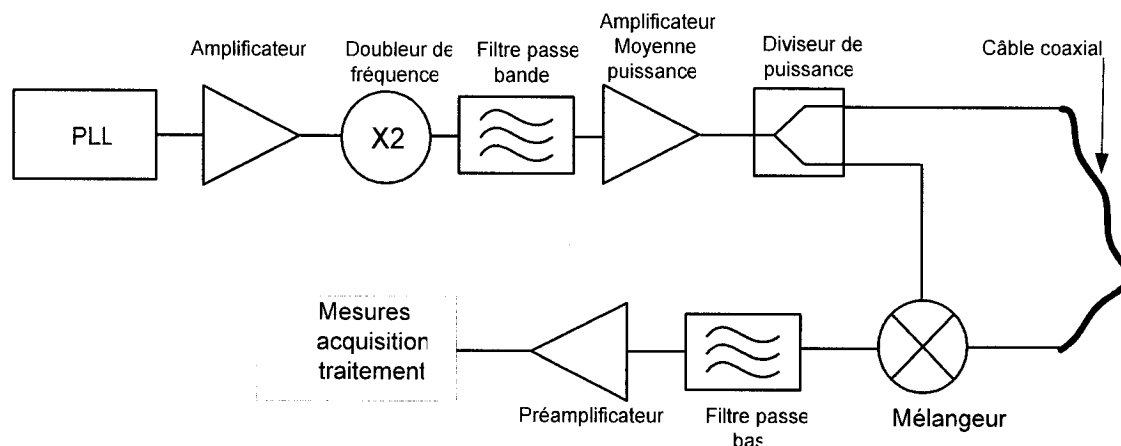 Amplificateur
Doubleur de
fréquence
Filtre passe
bande
Amplificateur
Moyenne
puissance
Diviseur de
puissance
Câble coaxial
PLL
X2
Mesures
acquisition
traitement
Préamplificateur
Filtre passe
bas
Mélangeur